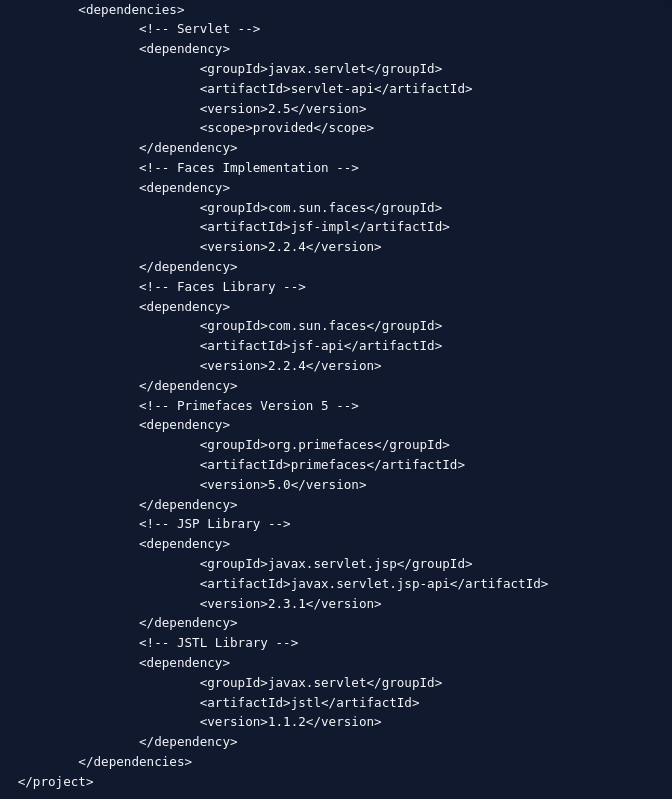 <dependencies>
<!-- Servlet -->
<dependency>
<groupId>javax.servlet</groupId>
<artifactId>servlet-api</artifactId>
<version>2.5</version>
<scope>provided</scope>
</dependency>
<!-- Faces Implementation -->
<dependency>
<groupId>com.sun.faces</groupId>
<artifactId>jsf-impl</artifactId>
<version>2.2.4</version>
</dependency>
<!-- Faces Library -->
<dependency>
<groupId>com.sun.faces</groupId>
<artifactId>jsf-api</artifactId>
<version>2.2.4</version>
</dependency>
<!-- Primefaces Version 5 -->
<dependency>
<groupId>org.primefaces</groupId>
<artifactId>primefaces</artifactId>
<version>5.0</version>
</dependency>
<!-- JSP Library -->
<dependency>
<groupId>javax.servlet.jsp</groupId>
<artifactId>javax.servlet.jsp-api</artifactId>
<version>2.3.1</version>
</dependency>
<!-- JSTL Library -->
<dependency>
<groupId>javax.servlet</groupId>
<artifactId>jstl</artifactId>
<version>1.1.2</version>
</dependency>
</dependencies>
</project>